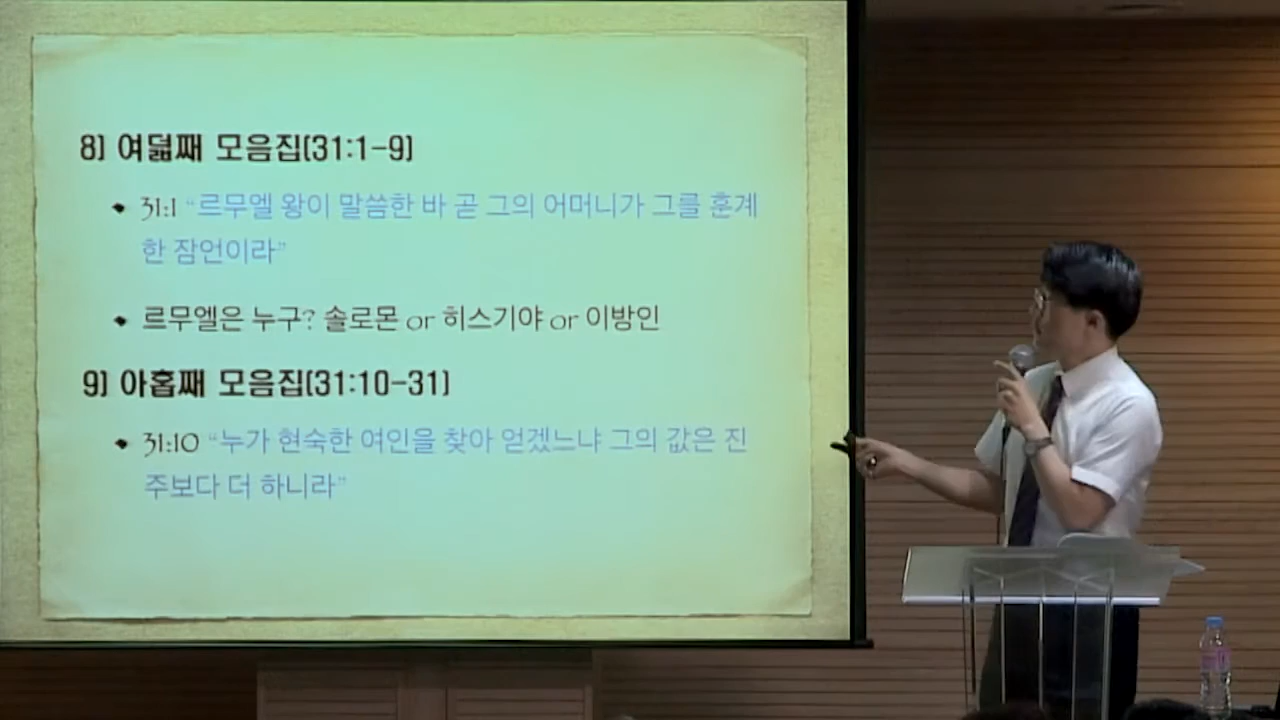 8] 여덟째 모음집(31:1-9)
31:1 “르무엘 왕이 말씀한 바 곧 그의 어머니가 그를 훈계
한 잠언이라”
르무엘은 누구? 솔로몬 or 히스기야 or 이방인
9] 아홉째 모음집(31:10-31)
31:10 “누가 현숙한 여인을 찾아 얻겠느냐 그의 값은 진
주보다 더 하니라”